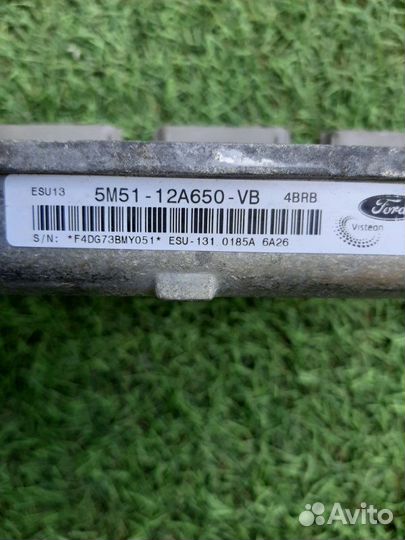 ESU13 5M51-12A650-VB 4BRB
Ford
Visteon
S/N: *F4DG73BMY051* ESU-131 0185A 6A26
Avito